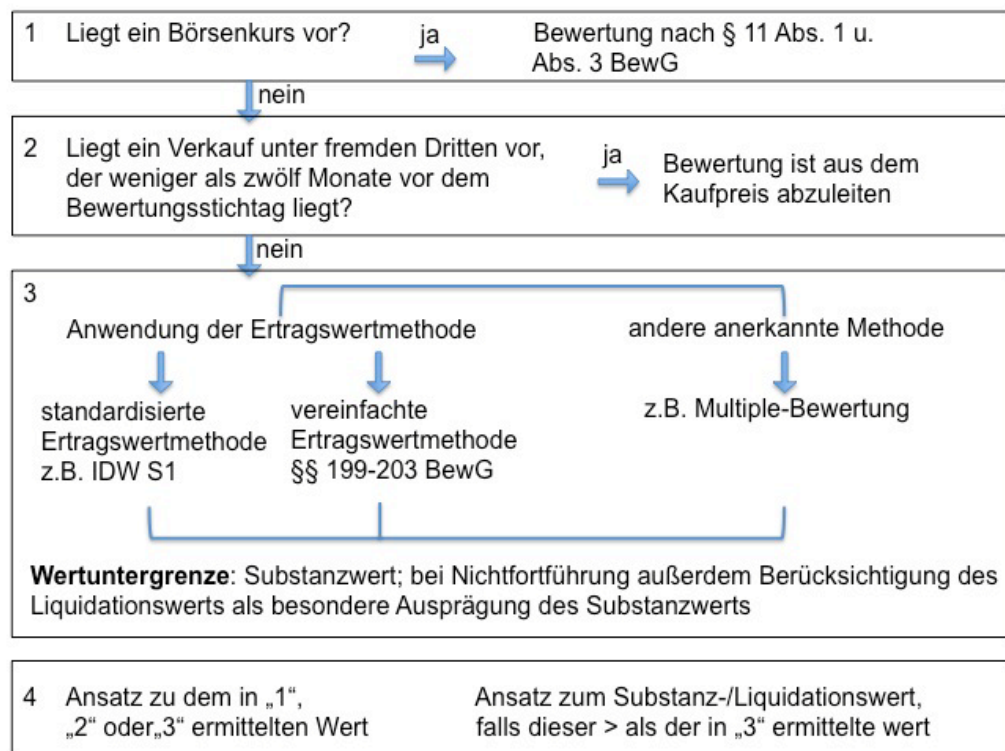 1 Liegt ein Börsenkurs vor?
ja
Bewertung nach § 11 Abs. 1 u.
Abs. 3 BewG
nein
2 Liegt ein Verkauf unter fremden Dritten vor,
der weniger als zwölf Monate vor dem
Bewertungsstichtag liegt?
ja
Bewertung ist aus dem
Kaufpreis abzuleiten
nein
3
Anwendung der Ertragswertmethode
andere anerkannte Methode
standardisierte
Ertragswertmethode
z.B. IDW S1
vereinfachte
Ertragswertmethode
§§ 199-203 BewG
z.B. Multiple-Bewertung
Wertuntergrenze: Substanzwert; bei Nichtfortführung außerdem Berücksichtigung des
Liquidationswerts als besondere Ausprägung des Substanzwerts
4 Ansatz zu dem in „1“,
„2“ oder„3“ ermittelten Wert
Ansatz zum Substanz-/Liquidationswert,
falls dieser > als der in „3“ ermittelte wert